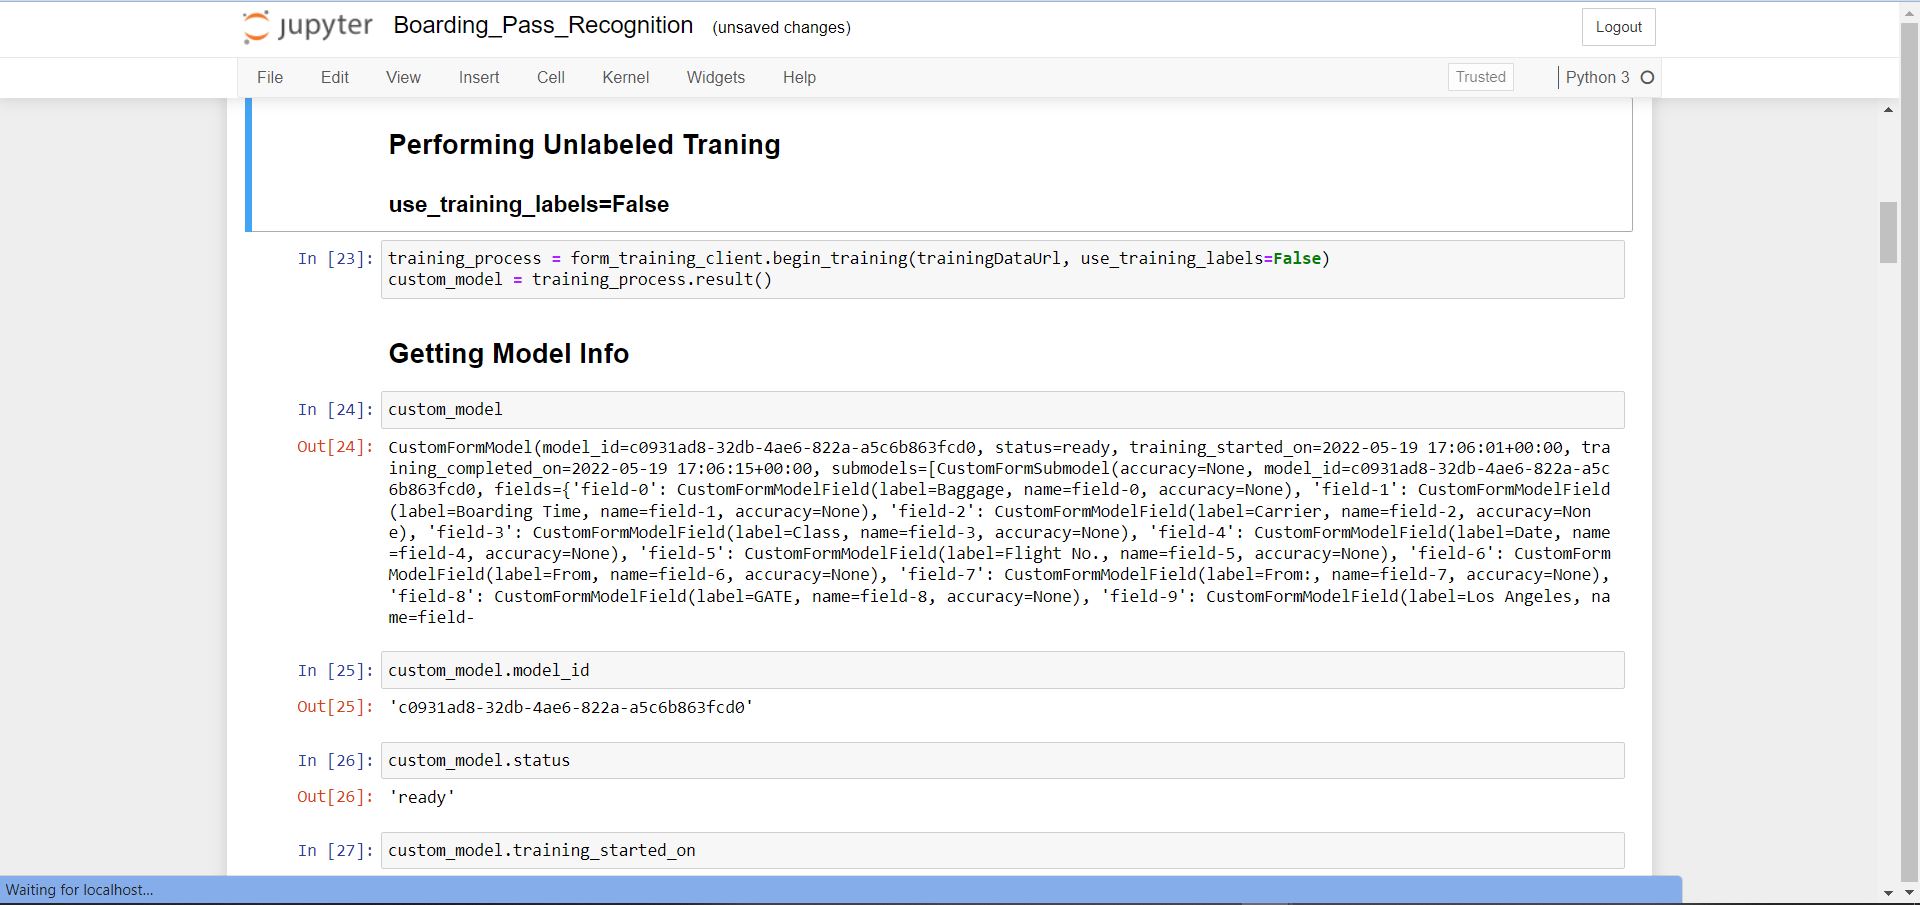 jupyter Boarding_Pass_Recognition (unsaved changes) Logout
File Edit View Insert Cell Kernel Widgets Help Trusted Python 3
Performing Unlabeled Traning
use_training_labels=False
In [23]: training_process = form_training_client.begin_training(trainingDataUrl, use_training_labels=False)
custom_model = training_process.result()
Getting Model Info
In [24]: custom_model
Out[24]: CustomFormModel(model_id=c0931ad8-32db-4ae6-822a-a5c6b863fcd0, status=ready, training_started_on=2022-05-19 17:06:01+00:00, tra
ining_completed_on=2022-05-19 17:06:15+00:00, submodels=[CustomFormSubmodel(accuracy=None, model_id=c0931ad8-32db-4ae6-822a-a5c
6b863fcd0, fields={'field-0': CustomFormModelField(label=Baggage, name=field-0, accuracy=None), 'field-1': CustomFormModelField
(label=Boarding Time, name=field-1, accuracy=None), 'field-2': CustomFormModelField(label=Carrier, name=field-2, accuracy=Non
e), 'field-3': CustomFormModelField(label=Class, name=field-3, accuracy=None), 'field-4': CustomFormModelField(label=Date, name
=field-4, accuracy=None), 'field-5': CustomFormModelField(label=Flight No., name=field-5, accuracy=None), 'field-6': CustomForm
ModelField(label=From, name=field-6, accuracy=None), 'field-7': CustomFormModelField(label=From:, name=field-7, accuracy=None),
'field-8': CustomFormModelField(label=GATE, name=field-8, accuracy=None), 'field-9': CustomFormModelField(label=Los Angeles, na
me=field-
In [25]: custom_model.model_id
Out[25]: 'c0931ad8-32db-4ae6-822a-a5c6b863fcd0'
In [26]: custom_model.status
Out[26]: 'ready'
In [27]: custom_model.training_started_on
Waiting for localhost...